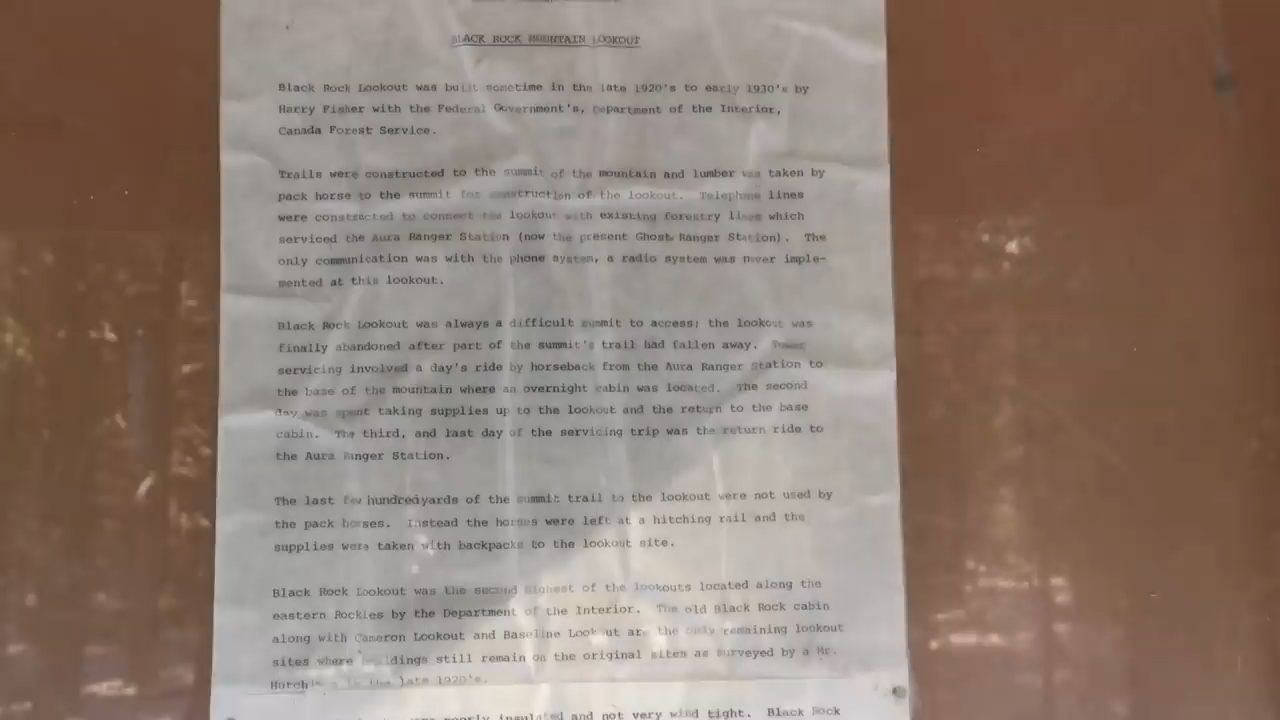 BLACK ROCK MOUNTAIN LOOKOUT
Black Rock Lookout was built sometime in the late 1920's to early 1930's by
Harry Fisher with the Federal Government's, Department of the Interior,
Canada Forest Service.
Trails were constructed to the summit of the mountain and lumber was taken by
pack horse to the summit for construction of the lookout. Telephone lines
were constructed to connect the lookout with existing forestry lines which
serviced the Aura Ranger Station (now the present Ghost Ranger Station). The
only communication was with the phone system, a radio system was never imple-
mented at this lookout.
Black Rock Lookout was always a difficult summit to access; the lookout was
finally abandoned after part of the summit's trail had fallen away. Tower
servicing involved a day's ride by horseback from the Aura Ranger Station to
the base of the mountain where an overnight cabin was located. The second
day was spent taking supplies up to the lookout and the return to the base
cabin. The third, and last day of the servicing trip was the return ride to
the Aura Ranger Station.
The last few hundredyards of the summit trail to the lookout were not used by
the pack horses. Instead the horses were left at a hitching rail and the
supplies were taken with backpacks to the lookout site.
Black Rock Lookout was the second highest of the lookouts located along the
eastern Rockies by the Department of the Interior. The old Black Rock cabin
along with Cameron Lookout and Baseline Lookout are the only remaining lookout
sites where buildings still remain on the original sites as surveyed by a Mr.
in the late 1920's.
poorly insulated and not very wind tight. Black Rock